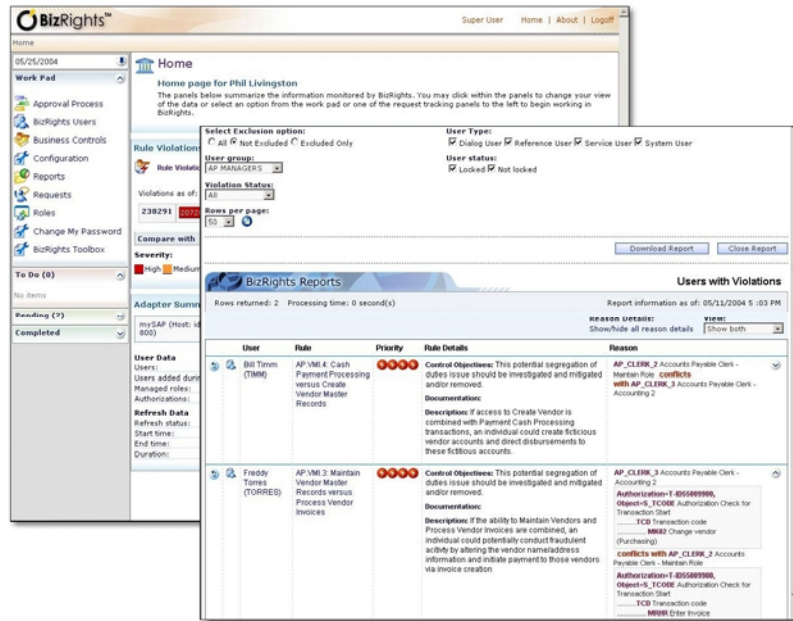 BizRights™
Super User Home | About | Logoff
Home
05/25/2004
Work Pad
Approval Process
BizRights Users
Business Controls
Configuration
Reports
Requests
Roles
Change My Password
BizRights Toolbox
To Do (0)
No items
Pending (2)
Completed
Home
Home page for Phil Livingston
The panels below summarize the information monitored by BizRights. You may click within the panels to change your view
of the data or select an option from the work pad or one of the request tracking panels to the left to begin working in
BizRights.
Rule Violations
Rule Violatio
Violations as of:
238291
Compare with
Severity:
High Medium
Adapter Summ
mySAP (Host: id
800)
User Data
Users:
Users added durin
Managed roles:
Authorizations:
Refresh Data
Refresh status:
Start time:
End time:
Duration:
Select Exclusion option:
All Not Excluded Excluded Only
User Type:
Dialog User Reference User Service User System User
User group:
AP MANAGERS
User status:
Locked Not locked
Violation Status:
All
Rows per page:
50
Download Report Close Report
BizRights Reports
Users with Violations
Rows returned: 2 Processing time: 0 second(s)
Report information as of: 05/11/2004 5 :03 PM
Reason Details: View:
Show/hide all reason details Show both
User Rule Priority Rule Details Reason
Bill Timm
(TIMM)
AP.VMI.4: Cash
Payment Processing
versus Create
Vendor Master
Records
Control Objectives: This potential segregation of
duties issue should be investigated and mitigated
and/or removed.
Documentation:
Description: If access to Create Vendor is
combined with Payment Cash Processing
transactions, an individual could create ficticious
vendor accounts and direct disbursements to
these fictitious accounts.
AP_CLERK_2 Accounts Payable Clerk -
Maintain Role conflicts
with AP_CLERK_3 Accounts Payable Clerk -
Accounting 2
Freddy
Torres
(TORRES)
AP.VMI.3: Maintain
Vendor Master
Records versus
Process Vendor
Invoices
Control Objectives: This potential segregation of
duties issue should be investigated and mitigated
and/or removed.
Documentation:
Description: If the ability to Maintain Vendors and
Process Vendor Invoices are combined, an
individual could potentially conduct fraudulent
acitivty by altering the vendor name/address
information and initiate payment to those vendors
via invoice creation
AP_CLERK_3 Accounts Payable Clerk -
Accounting 2
Authorization=T-ID55009900,
Object=S_TCODE Authorization Check for
Transaction Start
.........TCD Transaction code
............MK02 Change vendor
(Purchasing)
conflicts with AP_CLERK_2 Accounts
Payable Clerk - Maintain Role
Authorization=T-ID55009900,
Object=S_TCODE Authorization Check for
Transaction Start
.........TCD Transaction code
............MRHR Enter Invoice